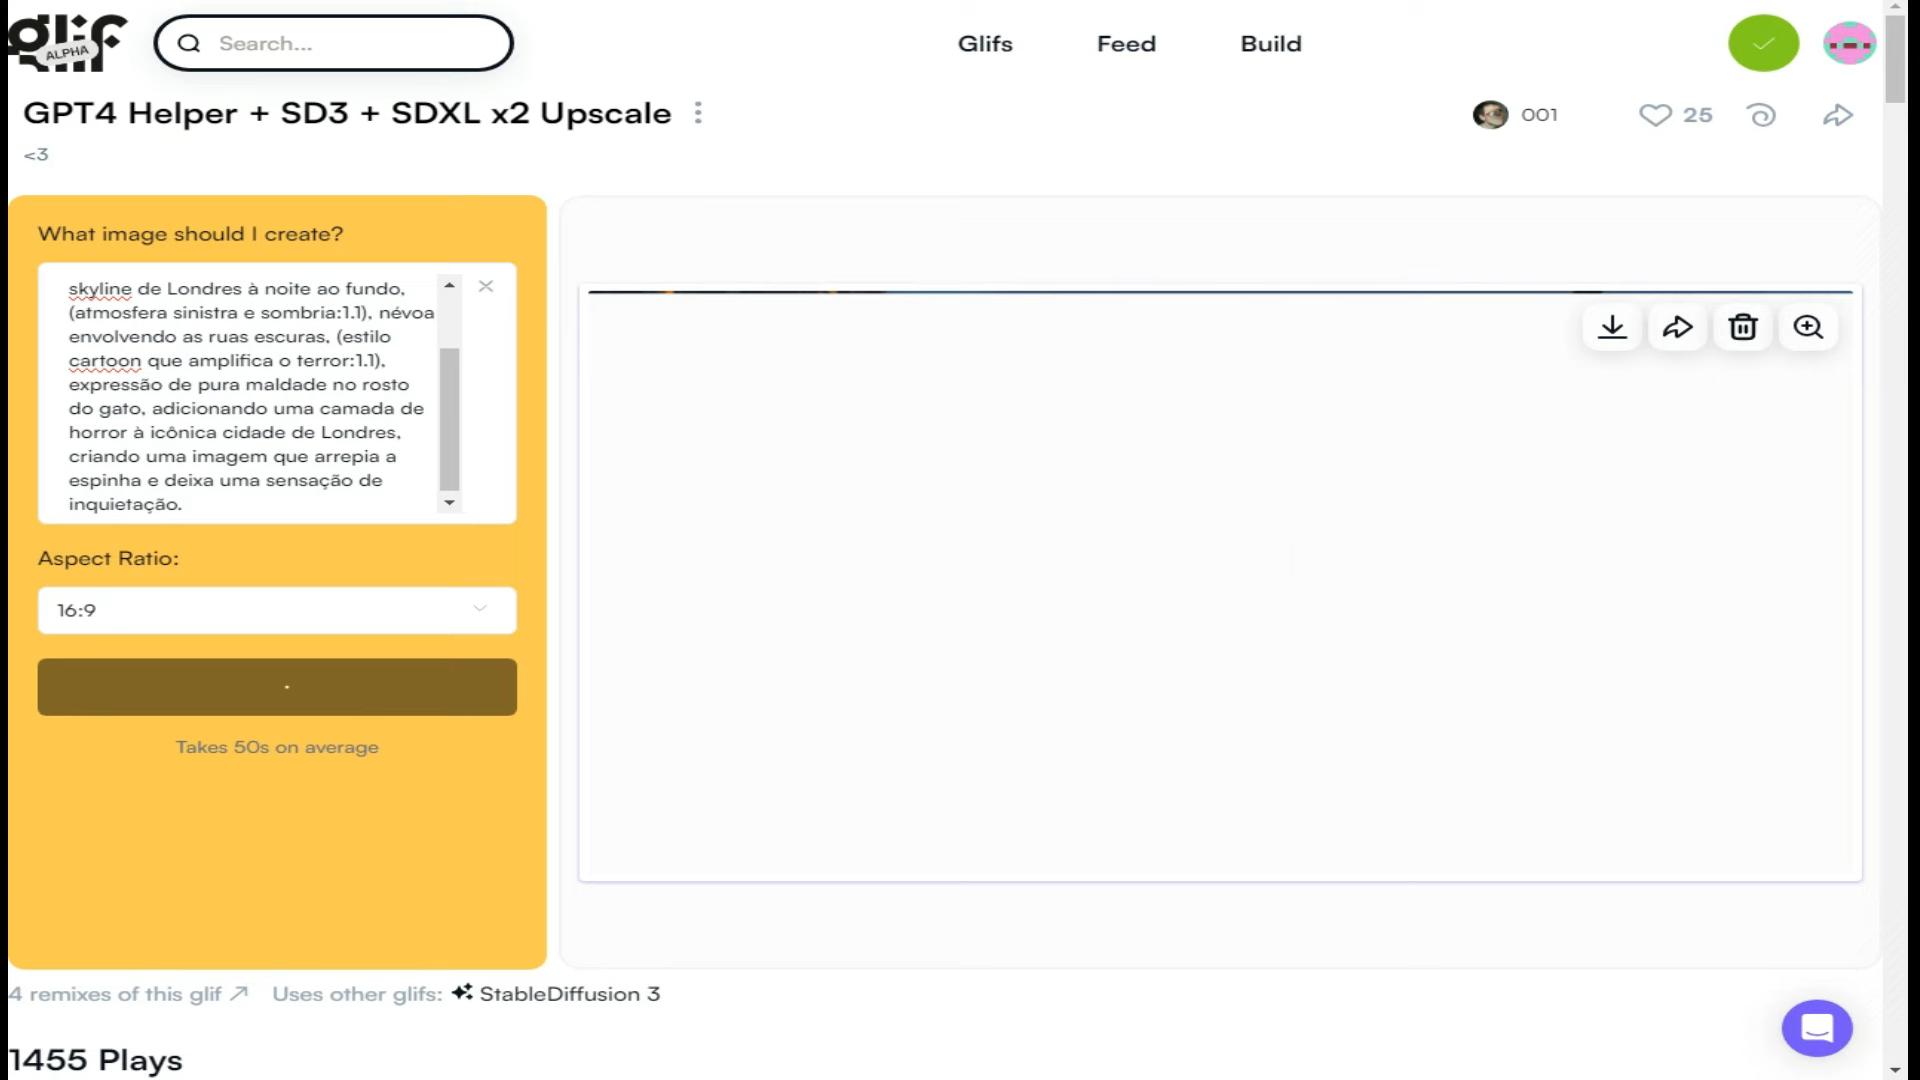 glif
ALPHA
Search...
Glifs
Feed
Build
GPT4 Helper + SD3 + SDXL x2 Upscale
001
25
<3
What image should I create?
skyline de Londres à noite ao fundo,
(atmosfera sinistra e sombria:1.1), névoa
envolvendo as ruas escuras, (estilo
cartoon que amplifica o terror:1.1),
expressão de pura maldade no rosto
do gato, adicionando uma camada de
horror à icônica cidade de Londres,
criando uma imagem que arrepia a
espinha e deixa uma sensação de
inquietação.
Aspect Ratio:
16:9
Takes 50s on average
4 remixes of this glif
Uses other glifs:
StableDiffusion 3
1455 Plays